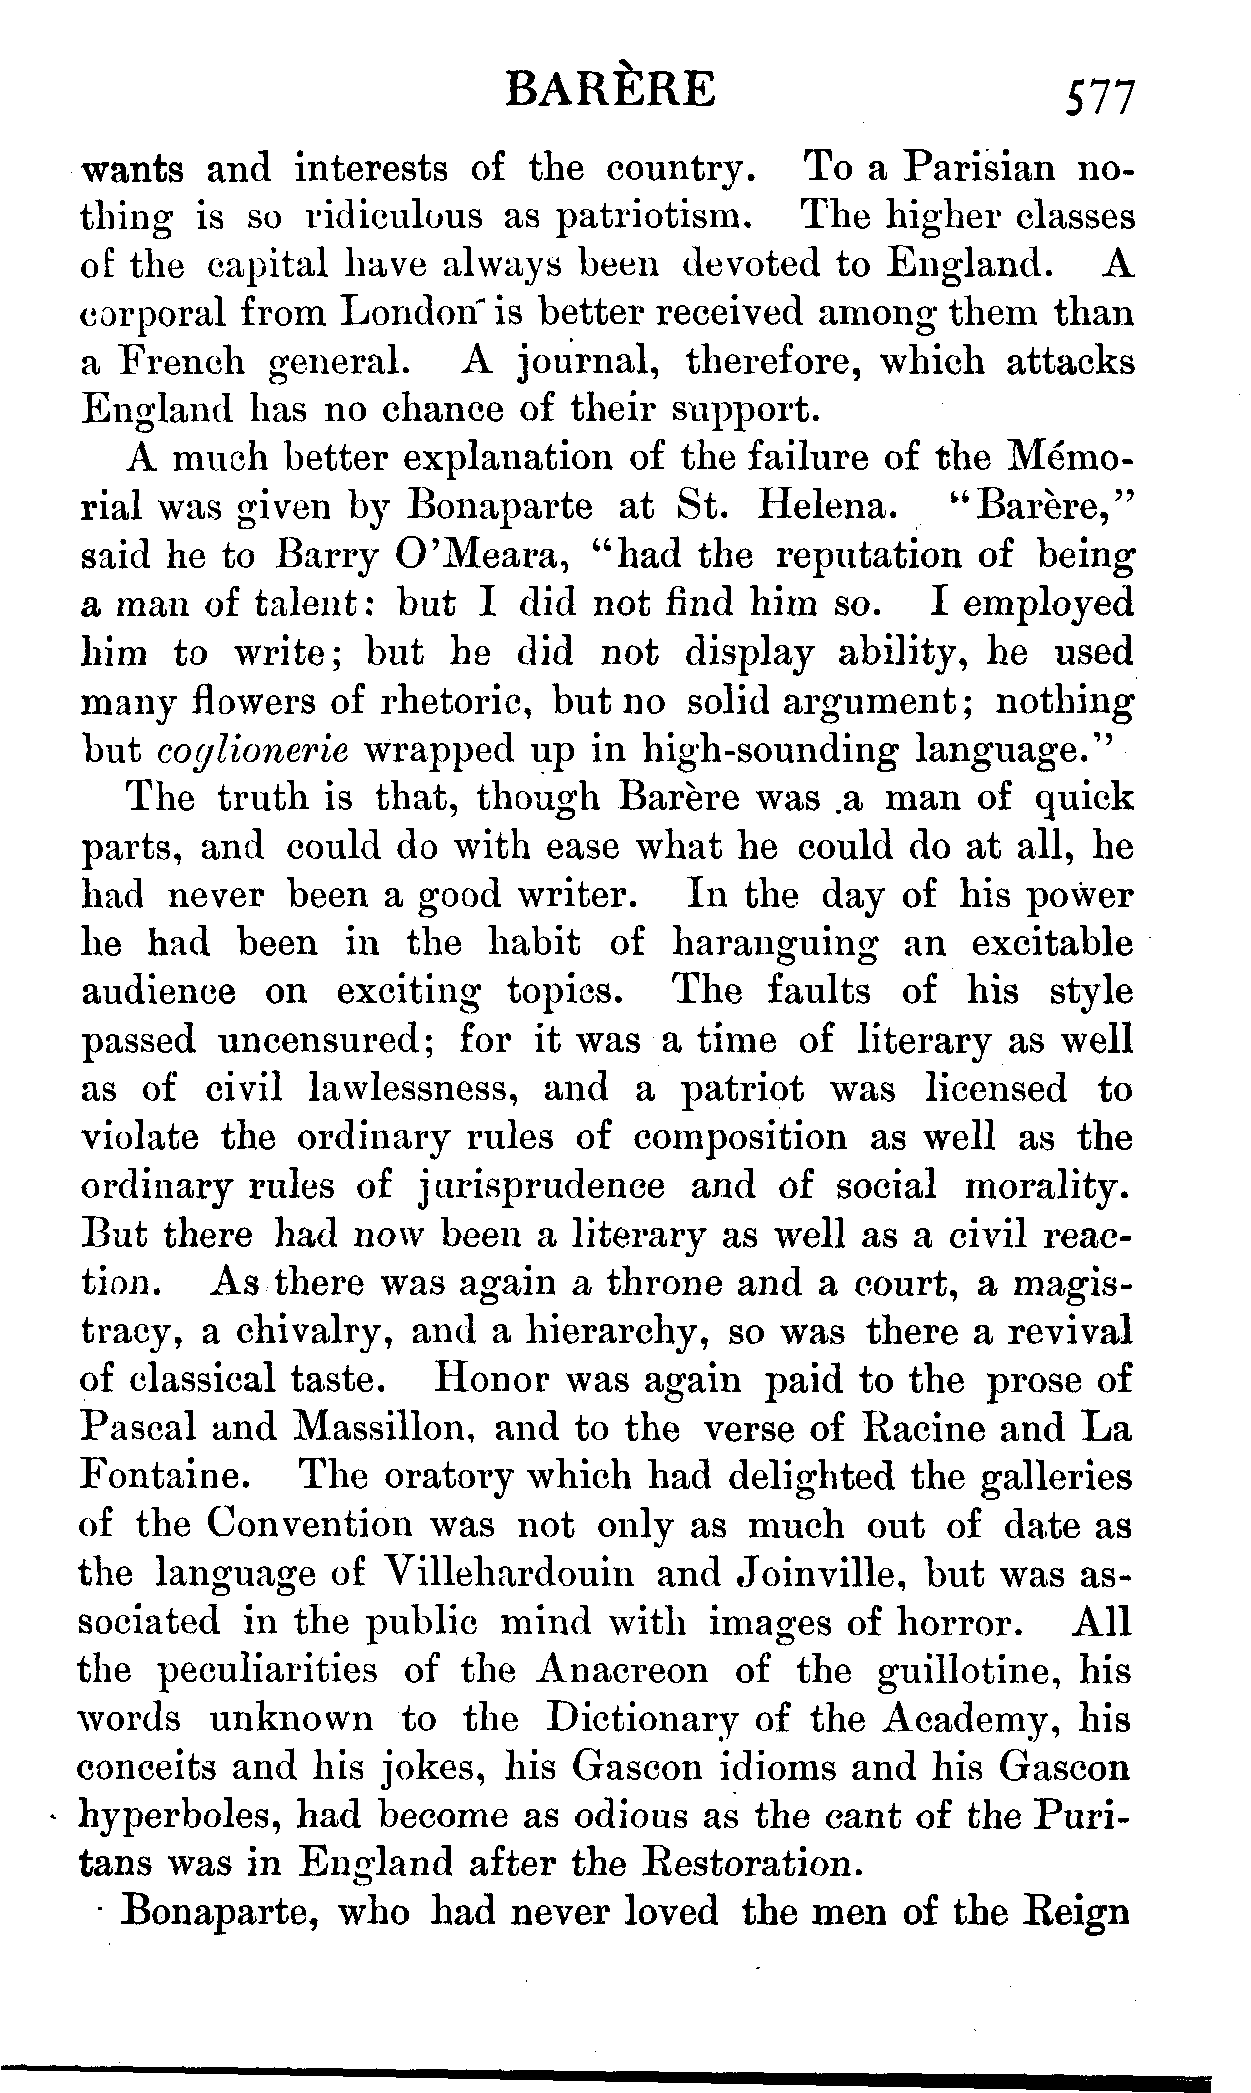 BARÈRE 577
wants and interests of the country. To a Parisian no-
thing is so ridiculous as patriotism. The higher classes
of the capital have always been devoted to England. A
corporal from London is better received among them than
a French general. A journal, therefore, which attacks
England has no chance of their support.
A much better explanation of the failure of the Mémo-
rial was given by Bonaparte at St. Helena. “Barère,”
said he to Barry O’Meara, “had the reputation of being
a man of talent: but I did not find him so. I employed
him to write; but he did not display ability, he used
many flowers of rhetoric, but no solid argument; nothing
but coglionerie wrapped up in high-sounding language.”
The truth is that, though Barère was a man of quick
parts, and could do with ease what he could do at all, he
had never been a good writer. In the day of his power
he had been in the habit of haranguing an excitable
audience on exciting topics. The faults of his style
passed uncensured; for it was a time of literary as well
as of civil lawlessness, and a patriot was licensed to
violate the ordinary rules of composition as well as the
ordinary rules of jurisprudence and of social morality.
But there had now been a literary as well as a civil reac-
tion. As there was again a throne and a court, a magis-
tracy, a chivalry, and a hierarchy, so was there a revival
of classical taste. Honor was again paid to the prose of
Pascal and Massillon, and to the verse of Racine and La
Fontaine. The oratory which had delighted the galleries
of the Convention was not only as much out of date as
the language of Villehardouin and Joinville, but was as-
sociated in the public mind with images of horror. All
the peculiarities of the Anacreon of the guillotine, his
words unknown to the Dictionary of the Academy, his
conceits and his jokes, his Gascon idioms and his Gascon
hyperboles, had become as odious as the cant of the Puri-
tans was in England after the Restoration.
Bonaparte, who had never loved the men of the Reign